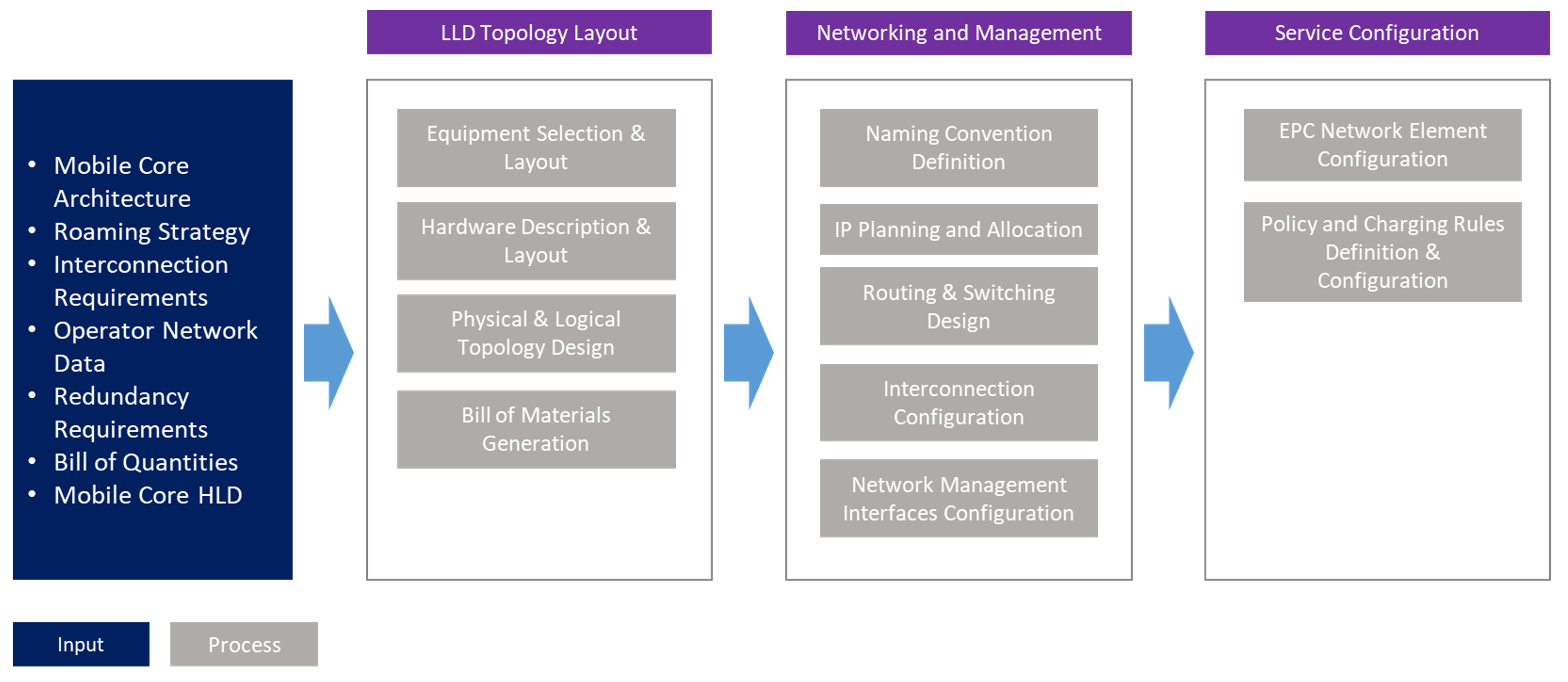 LLD Topology Layout
Networking and Management
Service Configuration
• Mobile Core
Architecture
• Roaming Strategy
• Interconnection
Requirements
• Operator Network
Data
• Redundancy
Requirements
• Bill of Quantities
• Mobile Core HLD
Equipment Selection &
Layout
Hardware Description &
Layout
Physical & Logical
Topology Design
Bill of Materials
Generation
Naming Convention
Definition
IP Planning and Allocation
Routing & Switching
Design
Interconnection
Configuration
Network Management
Interfaces Configuration
EPC Network Element
Configuration
Policy and Charging Rules
Definition &
Configuration
Input
Process